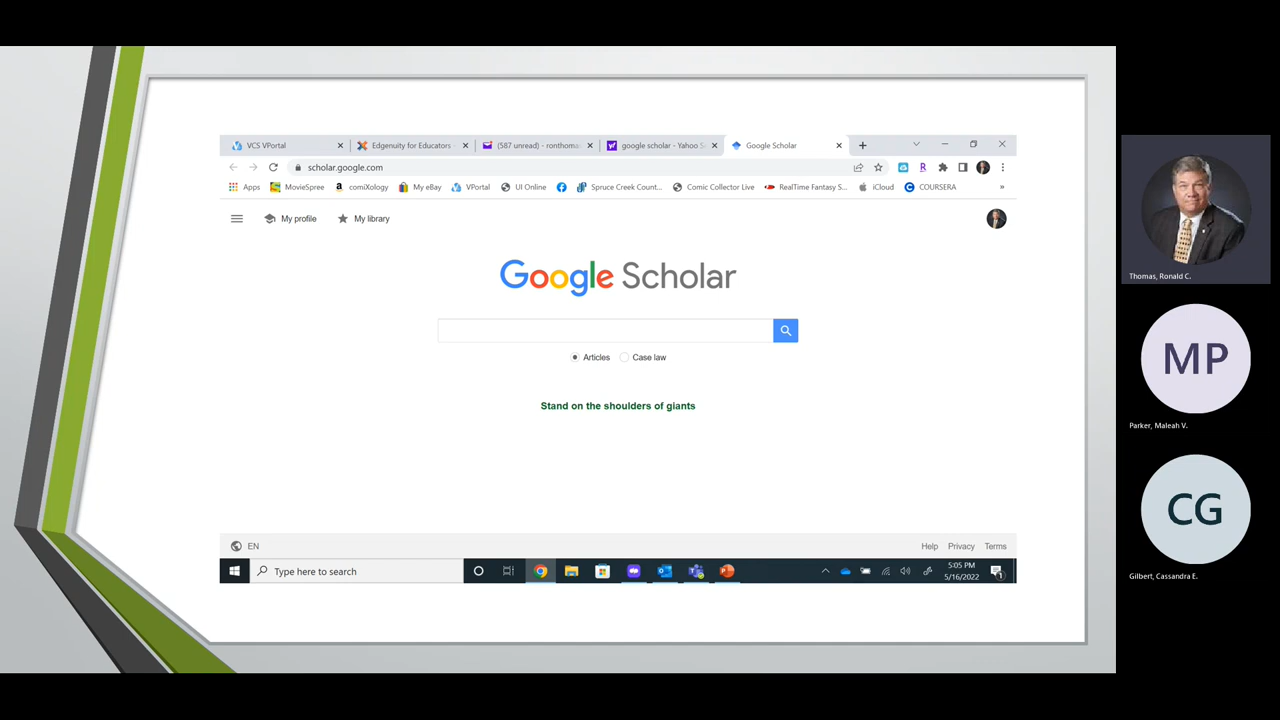 VCS VPortal
Edgenuity for Educators -
(587 unread) - ronthoma
google scholar - Yahoo S
Google Scholar
scholar.google.com
R
Apps MovieSpree comiXology My eBay VPortal UI Online Spruce Creek Count... Comic Collector Live RealTime Fantasy S... iCloud COURSERA »
My profile My library
Google Scholar
Articles Case law
Stand on the shoulders of giants
EN Help Privacy Terms
Type here to search
5:05 PM
5/16/2022
1
Thomas, Ronald C.
MP
Parker, Maleah V.
CG
Gilbert, Cassandra E.